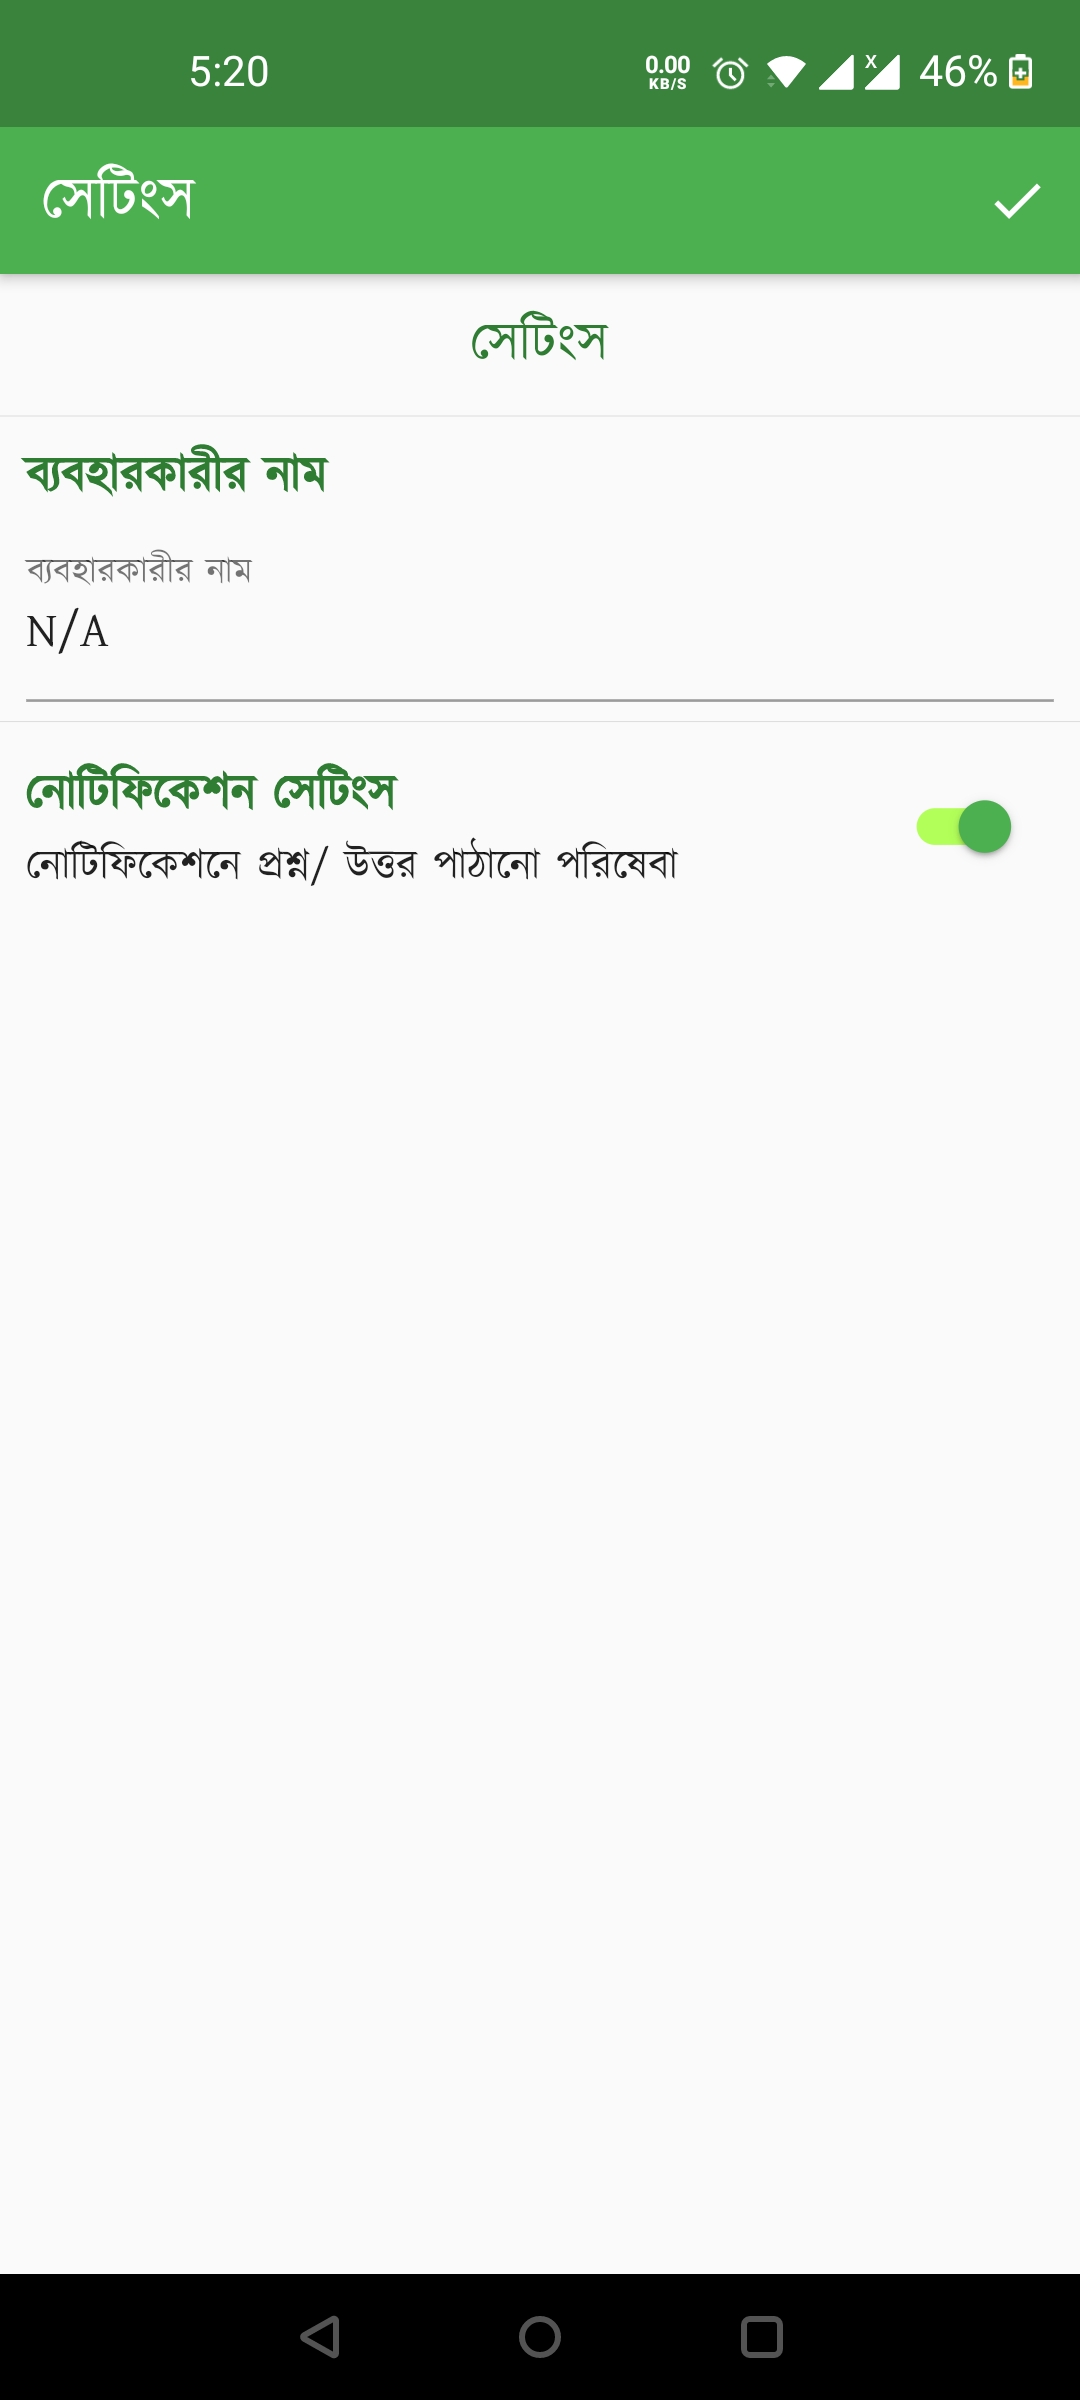 5:20
0.00
KB/S
X
46%
সেটিংস
সেটিংস
ব্যবহারকারীর নাম
ব্যবহারকারীর নাম
N/A
নোটিফিকেশন সেটিংস
নোটিফিকেশনে প্রশ্ন/ উত্তর পাঠানো পরিষেবা